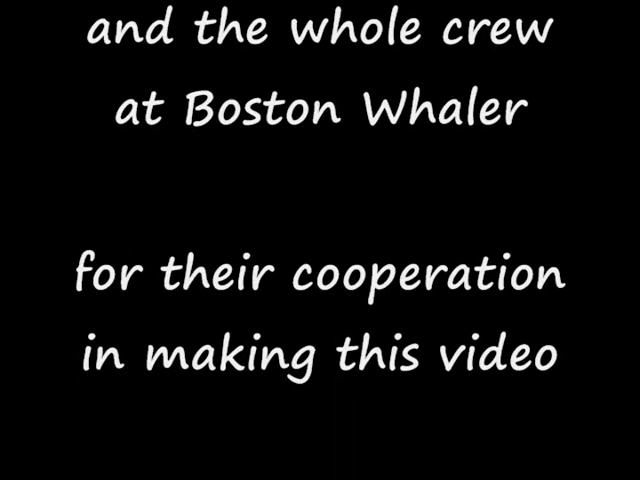 and the whole crew
at Boston Whaler
for their cooperation
in making this video